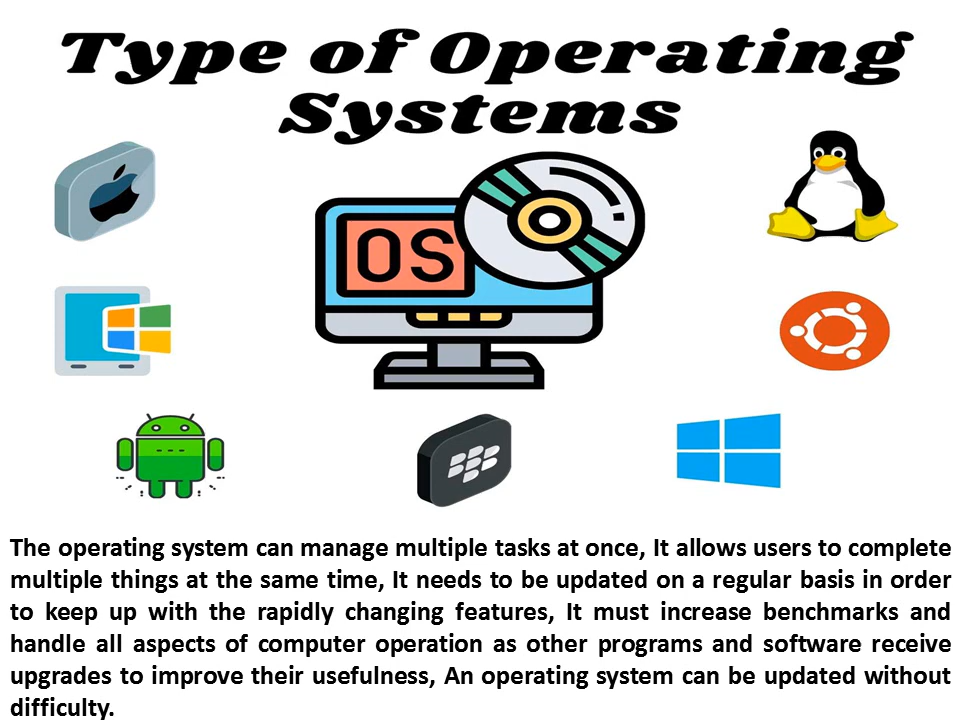 Type of Operating
Systems
OS
The operating system can manage multiple tasks at once, It allows users to complete
multiple things at the same time, It needs to be updated on a regular basis in order
to keep up with the rapidly changing features, It must increase benchmarks and
handle all aspects of computer operation as other programs and software receive
upgrades to improve their usefulness, An operating system can be updated without
difficulty.